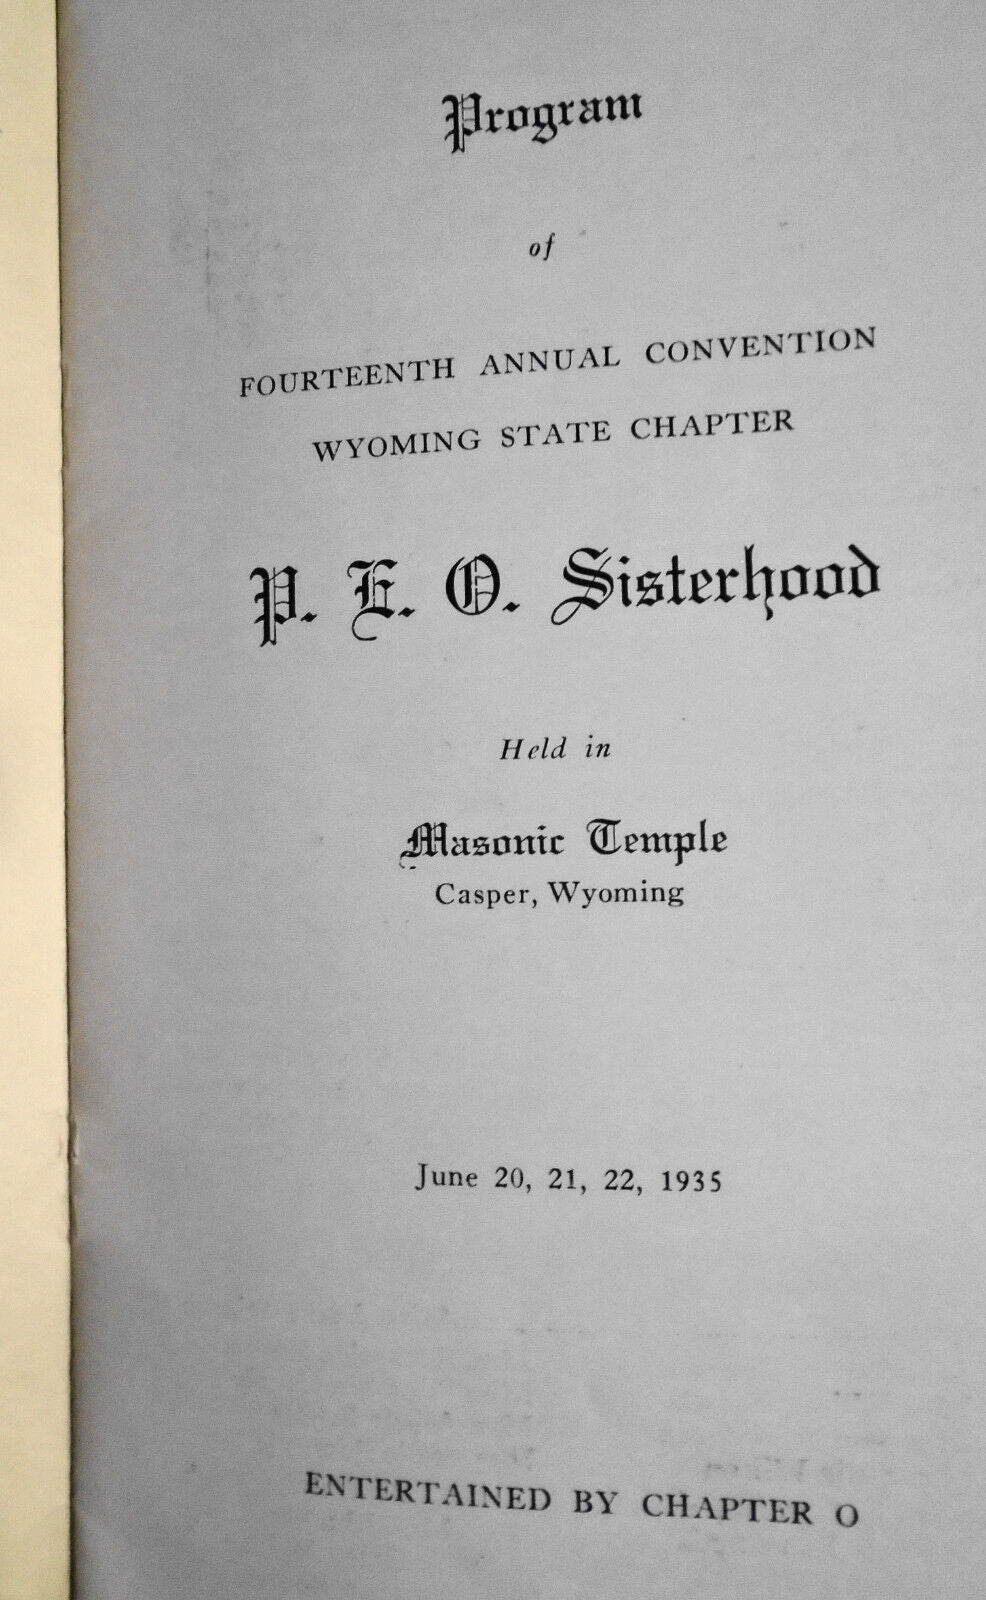 Program
of
FOURTEENTH ANNUAL CONVENTION
WYOMING STATE CHAPTER
P. E. O. Sisterhood
Held in
Masonic Temple
Casper, Wyoming
June 20, 21, 22, 1935
ENTERTAINED BY CHAPTER O